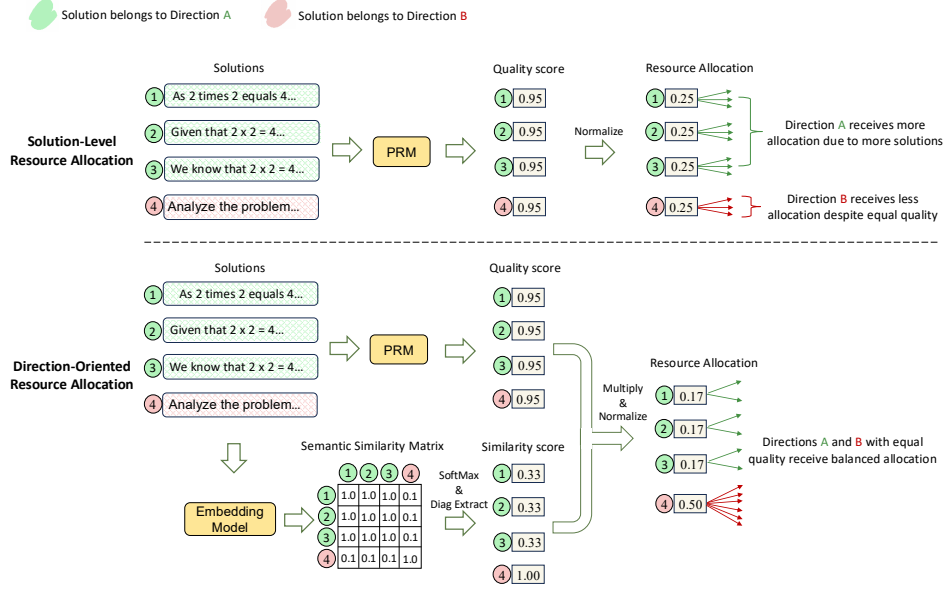 Solution belongs to Direction A
Solution belongs to Direction B
Solution-Level
Resource Allocation
Solutions
1 As 2 times 2 equals 4...
2 Given that 2 x 2 = 4...
3 We know that 2 x 2 = 4...
4 Analyze the problem...
PRM
Quality score
1 0.95
2 0.95
3 0.95
4 0.95
Normalize
Resource Allocation
1 0.25
2 0.25
3 0.25
4 0.25
Direction A receives more
allocation due to more solutions
Direction B receives less
allocation despite equal quality
Direction-Oriented
Resource Allocation
Solutions
1 As 2 times 2 equals 4...
2 Given that 2 x 2 = 4...
3 We know that 2 x 2 = 4...
4 Analyze the problem...
PRM
Quality score
1 0.95
2 0.95
3 0.95
4 0.95
Embedding
Model
Semantic Similarity Matrix
1 2 3 4
1 1.0 1.0 1.0 0.1
2 1.0 1.0 1.0 0.1
3 1.0 1.0 1.0 0.1
4 0.1 0.1 0.1 1.0
SoftMax
&
Diag Extract
Similarity score
1 0.33
2 0.33
3 0.33
4 1.00
Multiply
&
Normalize
Resource Allocation
1 0.17
2 0.17
3 0.17
4 0.50
Directions A and B with equal
quality receive balanced allocation